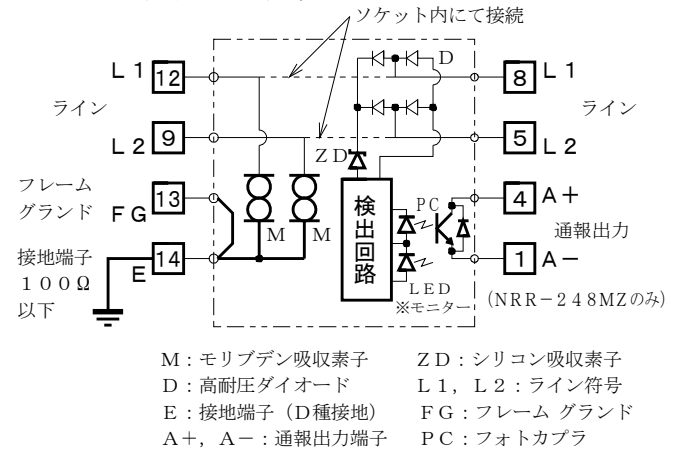 ソケット内にて接続
L1 12
D
8 L1
ライン
ライン
L2 9
5 L2
ZD
フレーム
グランド
FG 13
M
M
検出回路
PC
4 A+
通報出力
接地端子
100Ω
以下
E 14
LED
※モニター
1 A−
(NRR−248MZのみ)
M:モリブデン吸収素子
ZD:シリコン吸収素子
D:高耐圧ダイオード
L1,L2:ライン符号
E:接地端子(D種接地)
FG:フレーム グランド
A+,A−:通報出力端子
PC:フォトカプラ